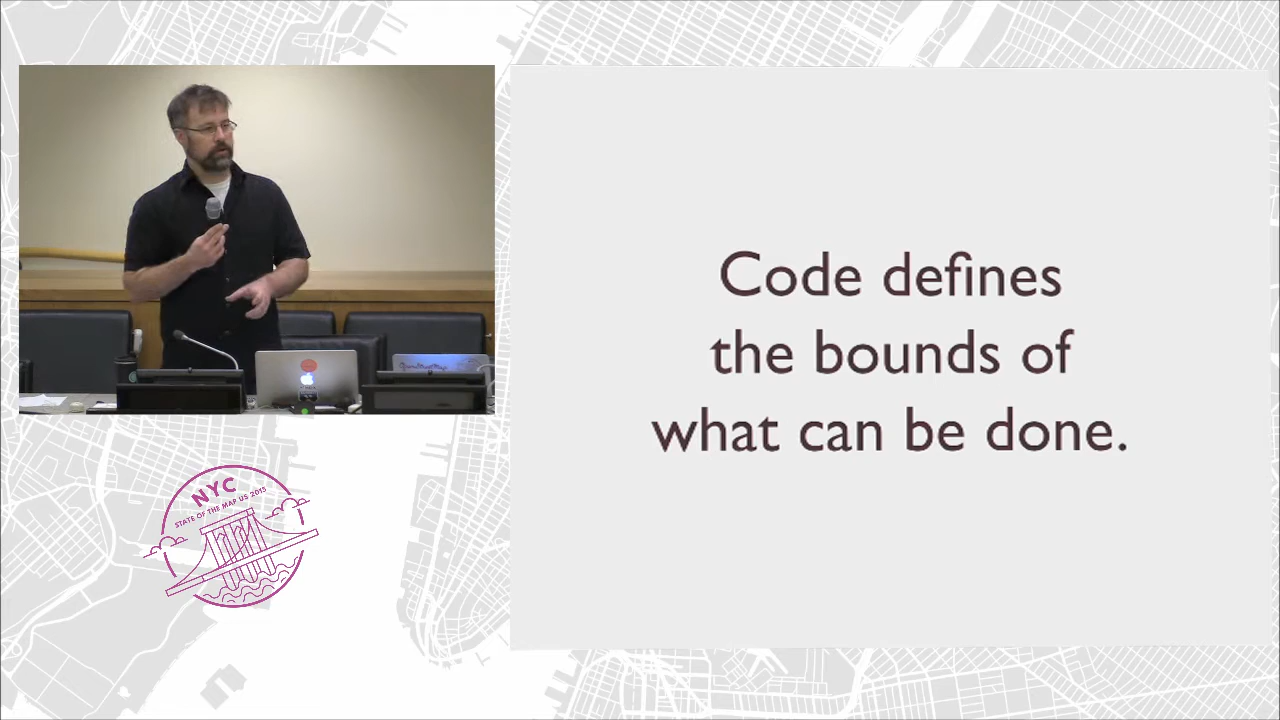 Code defines
the bounds of
what can be done.
NYC
STATE OF THE MAP US 2015